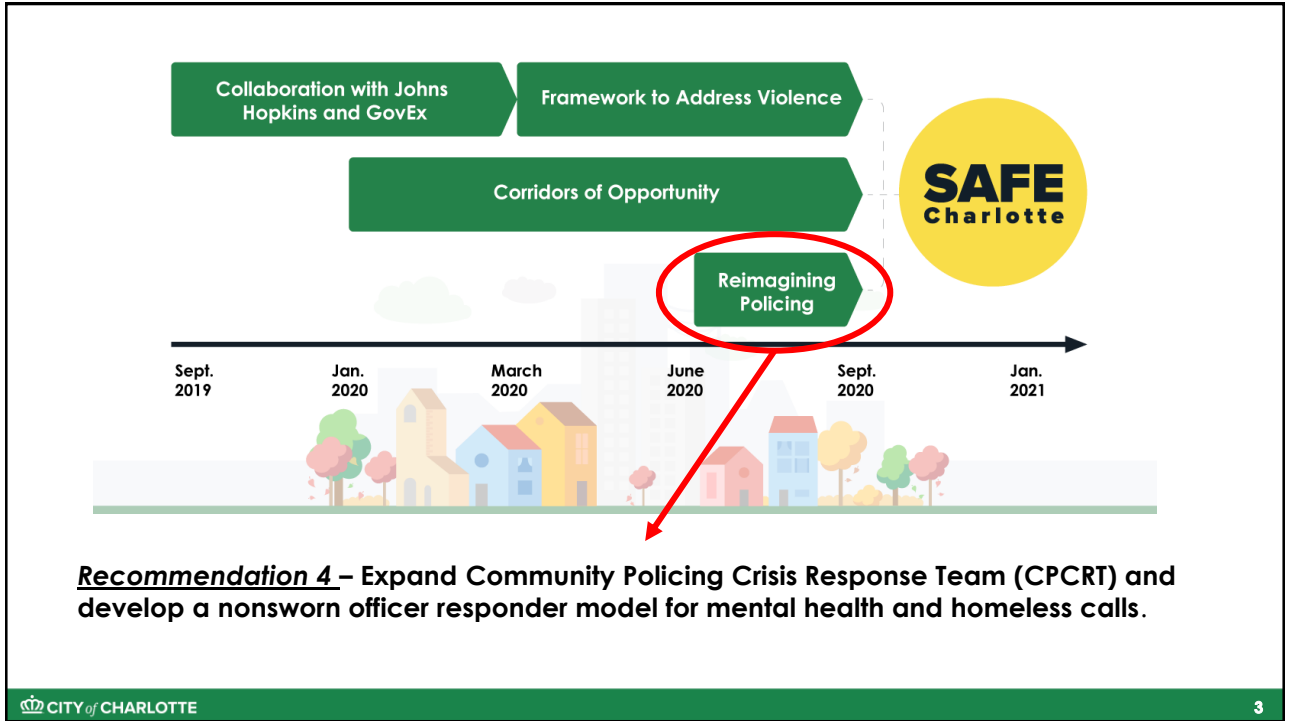 Collaboration with Johns
Hopkins and GovEx
Framework to Address Violence
Corridors of Opportunity
SAFE
Charlotte
Reimagining
Policing
Sept.
2019
Jan.
2020
March
2020
June
2020
Sept.
2020
Jan.
2021
Recommendation 4 – Expand Community Policing Crisis Response Team (CPCRT) and
develop a nonsworn officer responder model for mental health and homeless calls.
CITY of CHARLOTTE
3